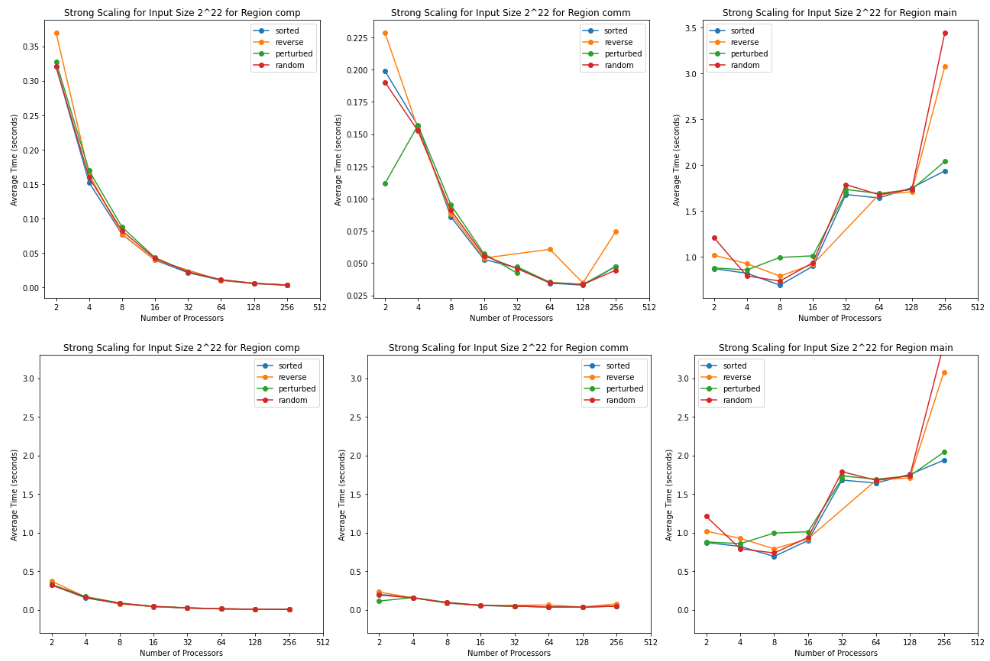 Strong Scaling for Input Size 2^22 for Region comp
sorted
reverse
perturbed
random
0.35
0.30
0.25
0.20
0.15
0.10
0.05
0.00
Average Time (seconds)
2 4 8 16 32 64 128 256 512
Number of Processors
Strong Scaling for Input Size 2^22 for Region comm
sorted
reverse
perturbed
random
0.225
0.200
0.175
0.150
0.125
0.100
0.075
0.050
0.025
Average Time (seconds)
2 4 8 16 32 64 128 256 512
Number of Processors
Strong Scaling for Input Size 2^22 for Region main
sorted
reverse
perturbed
random
3.5
3.0
2.5
2.0
1.5
1.0
Average Time (seconds)
2 4 8 16 32 64 128 256 512
Number of Processors
Strong Scaling for Input Size 2^22 for Region comp
sorted
reverse
perturbed
random
3.0
2.5
2.0
1.5
1.0
0.5
0.0
Average Time (seconds)
2 4 8 16 32 64 128 256 512
Number of Processors
Strong Scaling for Input Size 2^22 for Region comm
sorted
reverse
perturbed
random
3.0
2.5
2.0
1.5
1.0
0.5
0.0
Average Time (seconds)
2 4 8 16 32 64 128 256 512
Number of Processors
Strong Scaling for Input Size 2^22 for Region main
sorted
reverse
perturbed
random
3.0
2.5
2.0
1.5
1.0
0.5
0.0
Average Time (seconds)
2 4 8 16 32 64 128 256 512
Number of Processors